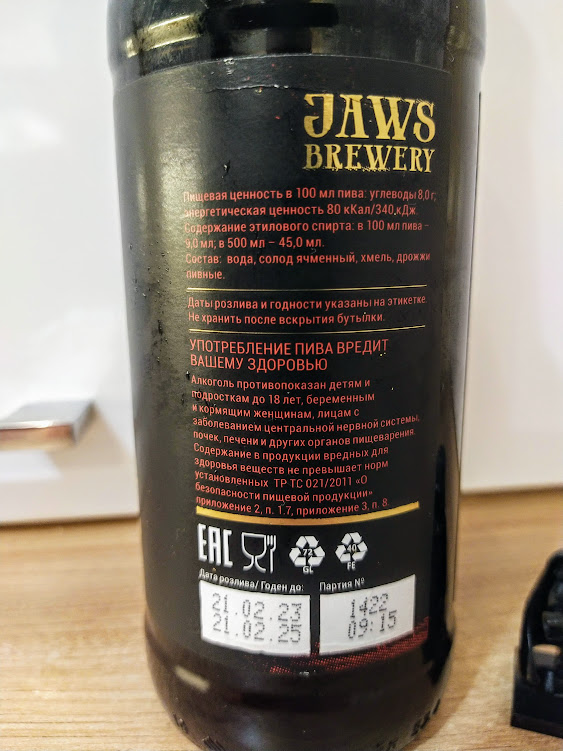 JAWS
BREWERY
Пищевая ценность в 100 мл пива: углеводы 8,0 г;
энергетическая ценность 80 кКал/340,кДж.
Содержание этилового спирта: в 100 мл пива –
9,0 мл; в 500 мл – 45,0 мл.
Состав: вода, солод ячменный, хмель, дрожжи
пивные.
Даты розлива и годности указаны на этикетке.
Не хранить после вскрытия бутылки.
УПОТРЕБЛЕНИЕ ПИВА ВРЕДИТ
ВАШЕМУ ЗДОРОВЬЮ
Алкоголь противопоказан детям и
подросткам до 18 лет, беременным
и кормящим женщинам, лицам с
заболеванием центральной нервной системы,
почек, печени и других органов пищеварения.
Содержание в продукции вредных для
здоровья веществ не превышает норм
установленных ТР ТС 021/2011 «О
безопасности пищевой продукции»
приложение 2, п. 1.7, приложение 3, п. 8.
EAC 72 GL 40 FE
Дата розлива/ Годен до: Партия №
21.02.23 1422
21.02.25 09:15